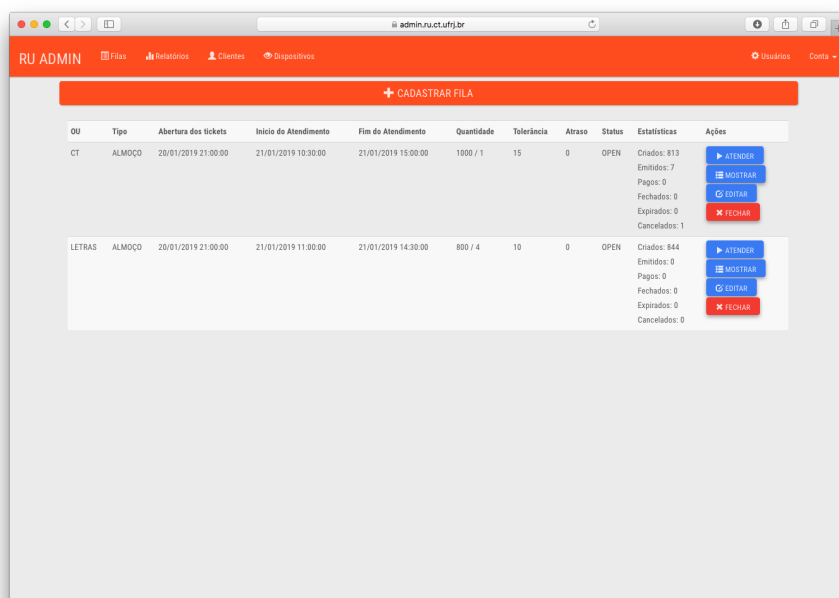 admin.ru.ct.ufrj.br
RU ADMIN Filas Relatórios Clientes Dispositivos Usuários Conta
CADASTRAR FILA
OU Tipo Abertura dos tickets Inicio do Atendimento Fim do Atendimento Quantidade Tolerância Atraso Status Estatísticas Ações
CT ALMOÇO 20/01/2019 21:00:00 21/01/2019 10:30:00 21/01/2019 15:00:00 1000 / 1 15 0 OPEN Criados: 813 ATENDER
Emitidos: 7 MOSTRAR
Pagos: 0
Fechados: 0 EDITAR
Expirados: 0 FECHAR
Cancelados: 1
LETRAS ALMOÇO 20/01/2019 21:00:00 21/01/2019 11:00:00 21/01/2019 14:30:00 800 / 4 10 0 OPEN Criados: 844 ATENDER
Emitidos: 0 MOSTRAR
Pagos: 0
Fechados: 0 EDITAR
Expirados: 0 FECHAR
Cancelados: 0